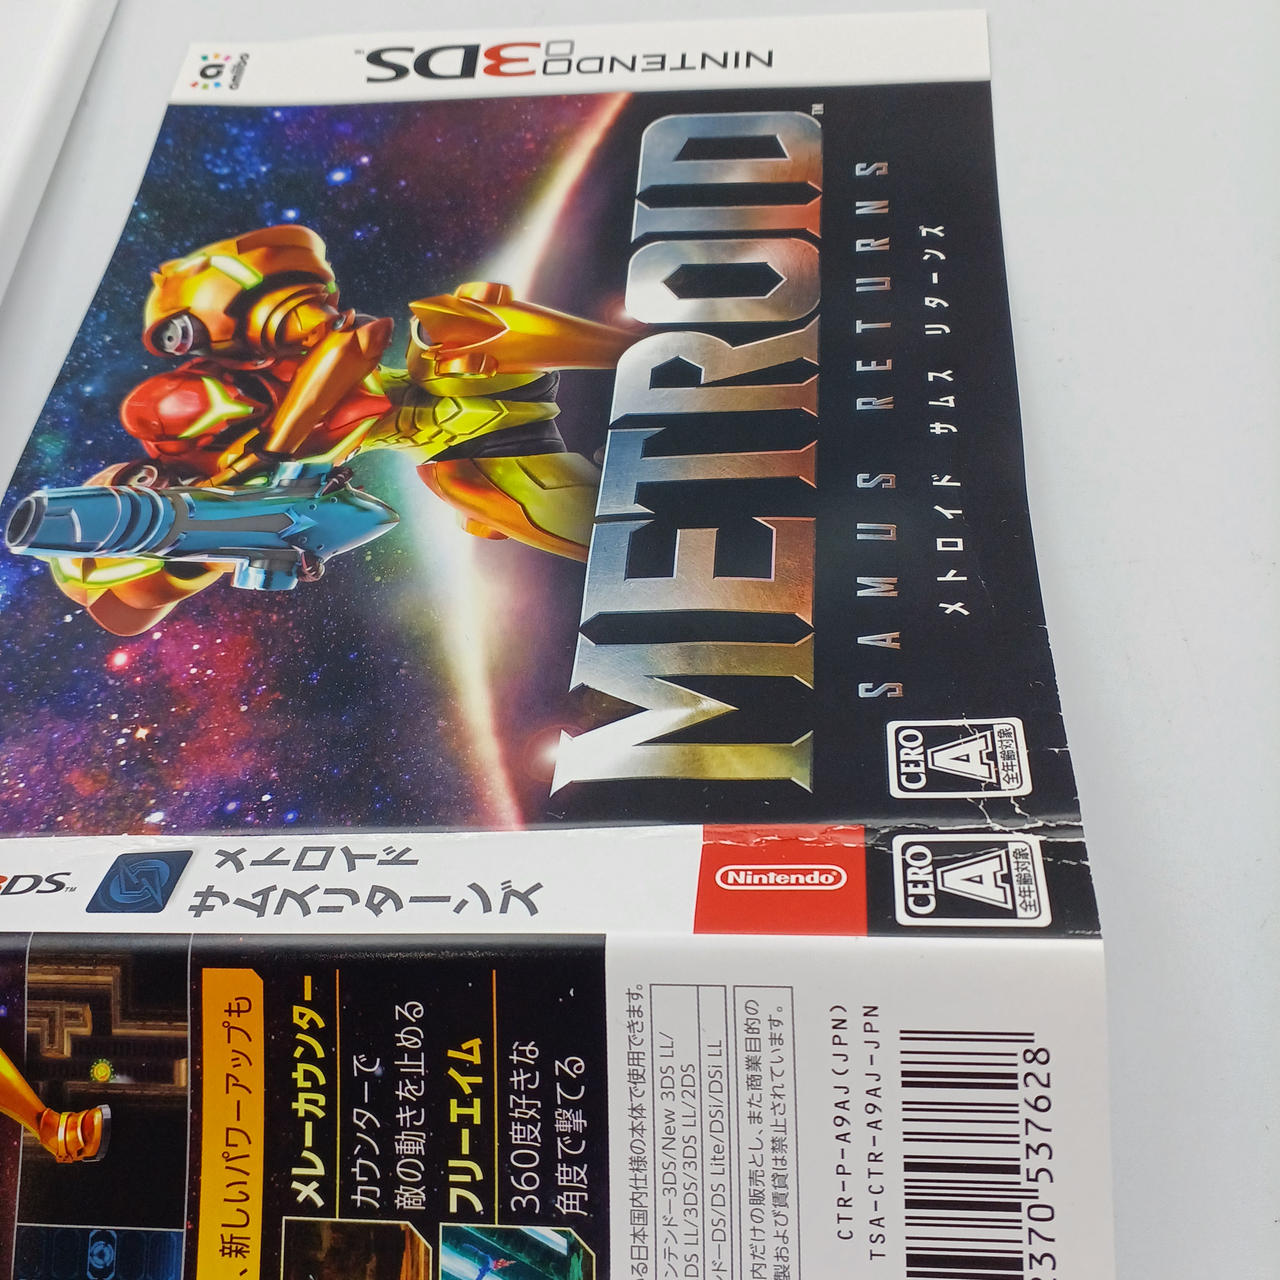 amiibo
NINTENDO 3DS™
METROID™
SAMUS RETURNS
メトロイド サムス リターンズ
CERO
A
全年齢対象
3DS™
メトロイド
サムスリターンズ
Nintendo
CERO
A
全年齢対象
、新しいパワーアップも
メレーカウンター
カウンターで
敵の動きを止める
フリーエイム
360度好きな
角度で撃てる
る日本国内仕様の本体で使用できます。
ンテンドー3DS/New 3DS LL/
DS LL/3DS/3DS LL/2DS
ンドーDS/DS Lite/DSi/DSi LL
内だけの販売とし、また商業目的の
製および賃貸は禁止されています。
CTR-P-A9AJ(JPN)
TSA-CTR-A9AJ-JPN
2370 537628